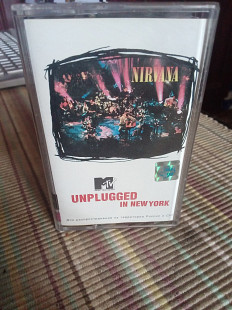 NIRVANA
MTV
UNPLUGGED
IN NEW YORK